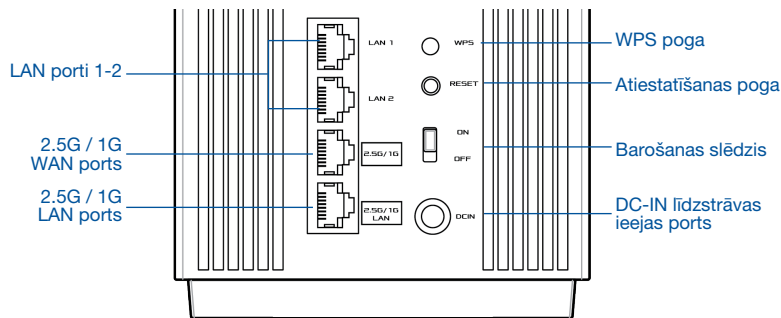 LAN porti 1-2
2.5G / 1G
WAN ports
2.5G / 1G
LAN ports
LAN 1
LAN 2
2.5G/1G
2.5G/1G
LAN
WPS
RESET
ON
OFF
DCIN
WPS poga
Atiestatīšanas poga
Barošanas slēdzis
DC-IN līdzstrāvas
ieejas ports